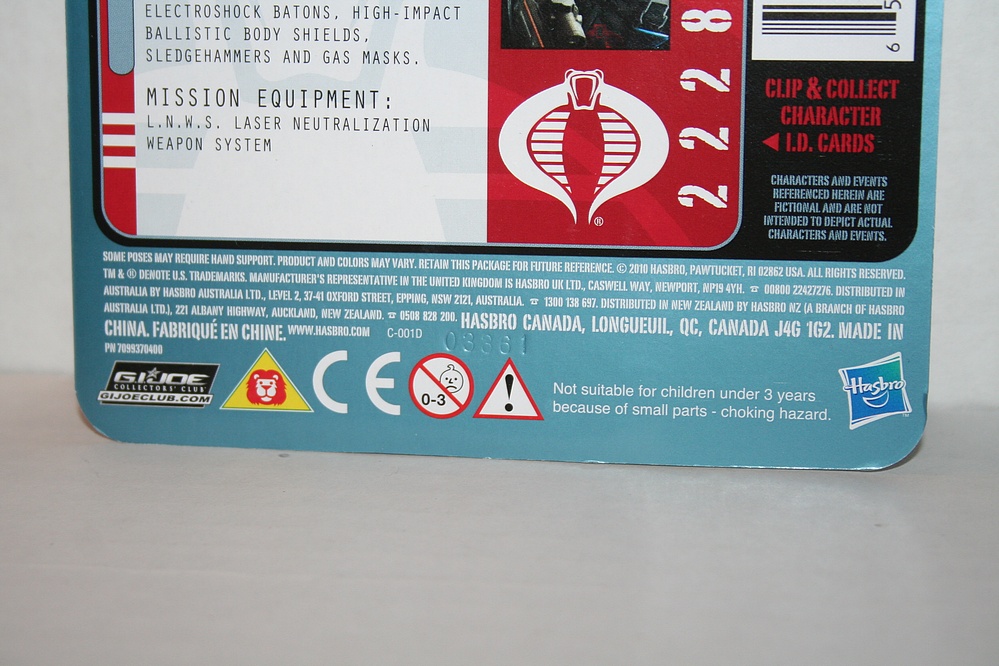 ELECTROSHOCK BATONS, HIGH-IMPACT
BALLISTIC BODY SHIELDS,
SLEDGEHAMMERS AND GAS MASKS.
MISSION EQUIPMENT:
L.N.W.S. LASER NEUTRALIZATION
WEAPON SYSTEM
®
2 2 2 8
6 5
CLIP & COLLECT
CHARACTER
◀ I.D. CARDS
CHARACTERS AND EVENTS
REFERENCED HEREIN ARE
FICTIONAL AND ARE NOT
INTENDED TO DEPICT ACTUAL
CHARACTERS AND EVENTS.
SOME POSES MAY REQUIRE HAND SUPPORT. PRODUCT AND COLORS MAY VARY. RETAIN THIS PACKAGE FOR FUTURE REFERENCE. © 2010 HASBRO, PAWTUCKET, RI 02862 USA. ALL RIGHTS RESERVED.
TM & ® DENOTE U.S. TRADEMARKS. MANUFACTURER'S REPRESENTATIVE IN THE UNITED KINGDOM IS HASBRO UK LTD., CASWELL WAY, NEWPORT, NP19 4YH. ☎ 00800 22427276. DISTRIBUTED IN
AUSTRALIA BY HASBRO AUSTRALIA LTD., LEVEL 2, 37-41 OXFORD STREET, EPPING, NSW 2121, AUSTRALIA. ☎ 1300 138 697. DISTRIBUTED IN NEW ZEALAND BY HASBRO NZ (A BRANCH OF HASBRO
AUSTRALIA LTD.), 221 ALBANY HIGHWAY, AUCKLAND, NEW ZEALAND. ☎ 0508 828 200. HASBRO CANADA, LONGUEUIL, QC, CANADA J4G 1G2. MADE IN
CHINA. FABRIQUÉ EN CHINE. WWW.HASBRO.COM C-001D 03361
PN 7099370400
G.I. JOE
COLLECTORS' CLUB
GIJOECLUB.COM
CE
0-3
!
Not suitable for children under 3 years
because of small parts - choking hazard.
Hasbro
TM